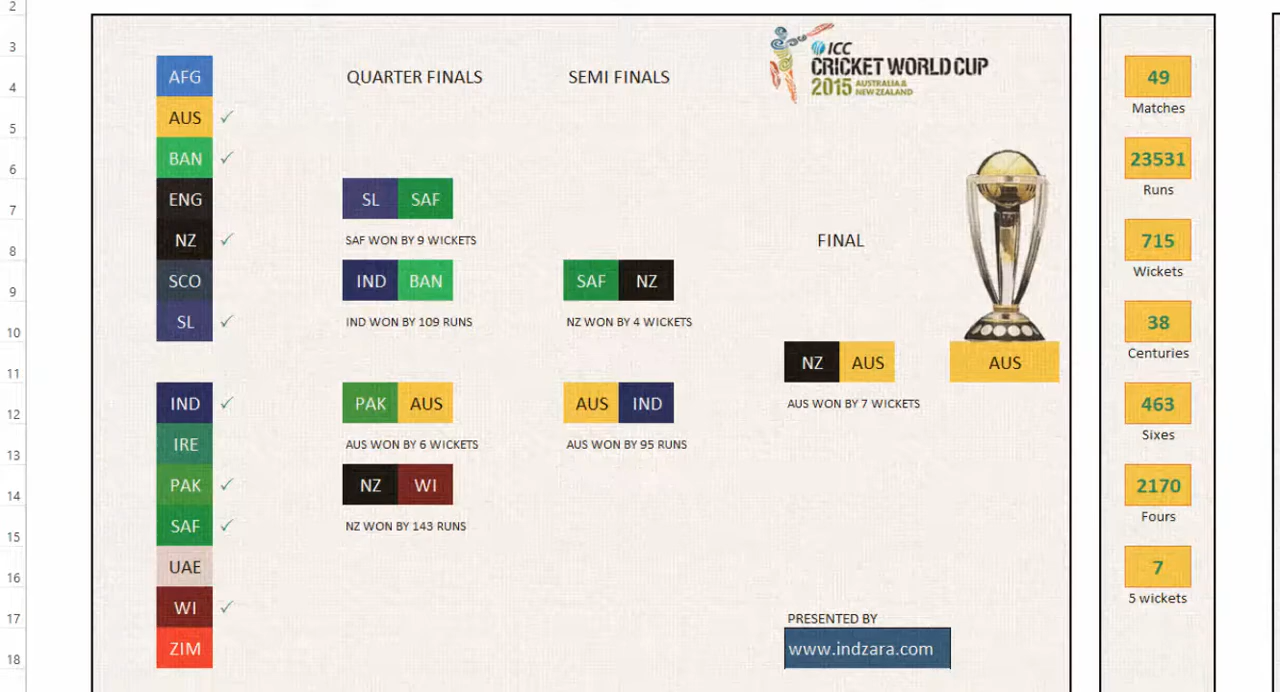 2
3
4
5
6
7
8
9
10
11
12
13
14
15
16
17
18
AFG
AUS ✓
BAN ✓
ENG
NZ ✓
SCO
SL ✓
IND ✓
IRE
PAK ✓
SAF ✓
UAE
WI ✓
ZIM
QUARTER FINALS
SL SAF
SAF WON BY 9 WICKETS
IND BAN
IND WON BY 109 RUNS
PAK AUS
AUS WON BY 6 WICKETS
NZ WI
NZ WON BY 143 RUNS
SEMI FINALS
SAF NZ
NZ WON BY 4 WICKETS
AUS IND
AUS WON BY 95 RUNS
ICC
CRICKET WORLD CUP
2015 AUSTRALIA &
NEW ZEALAND
FINAL
NZ AUS
AUS WON BY 7 WICKETS
AUS
PRESENTED BY
www.indzara.com
49
Matches
23531
Runs
715
Wickets
38
Centuries
463
Sixes
2170
Fours
7
5 wickets